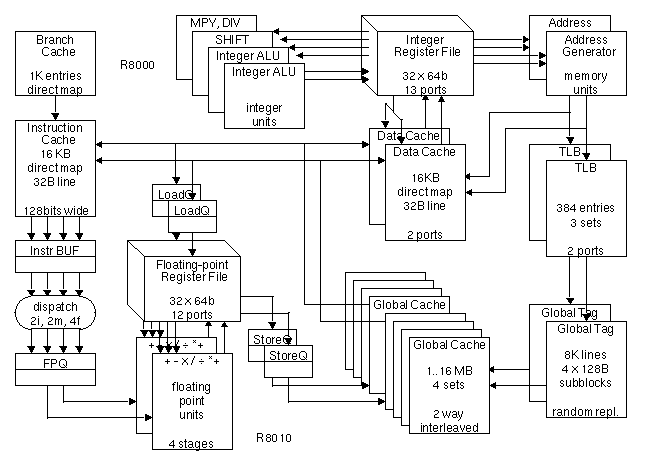 Branch
Cache
1K entries
direct map
R8000
MPY, DIV
SHIFT
Integer ALU
Integer ALU
integer
units
Integer
Register File
32 × 64b
13 ports
Address
Address
Generator
memory
units
Instruction
Cache
16 KB
direct map
32B line
128bits wide
Data Cache
Data Cache
16KB
direct map
32B line
2 ports
TLB
TLB
384 entries
3 sets
2 ports
LoadQ
LoadQ
Instr BUF
dispatch
2i, 2m, 4f
FPQ
Floating-point
Register File
32 × 64b
12 ports
+ - × / ÷ *+
floating
point
units
4 stages
R8010
StoreQ
StoreQ
Global Cache
Global Cache
1..16 MB
4 sets
2 way
interleaved
Global Tag
Global Tag
8K lines
4 × 128B
subblocks
random repl.